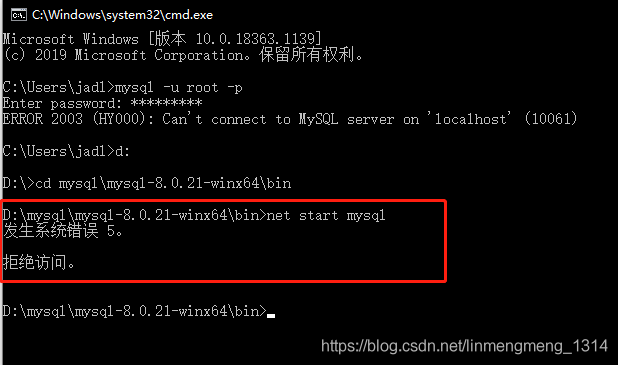 C:\Windows\system32\cmd.exe
Microsoft Windows [版本 10.0.18363.1139]
(c) 2019 Microsoft Corporation。保留所有权利。
C:\Users\jadl>mysql -u root -p
Enter password: *********
ERROR 2003 (HY000): Can't connect to MySQL server on 'localhost' (10061)
C:\Users\jadl>d:
D:\>cd mysql\mysql-8.0.21-winx64\bin
D:\mysql\mysql-8.0.21-winx64\bin>net start mysql
发生系统错误 5。
拒绝访问。
D:\mysql\mysql-8.0.21-winx64\bin>
https://blog.csdn.net/linmengmeng_1314